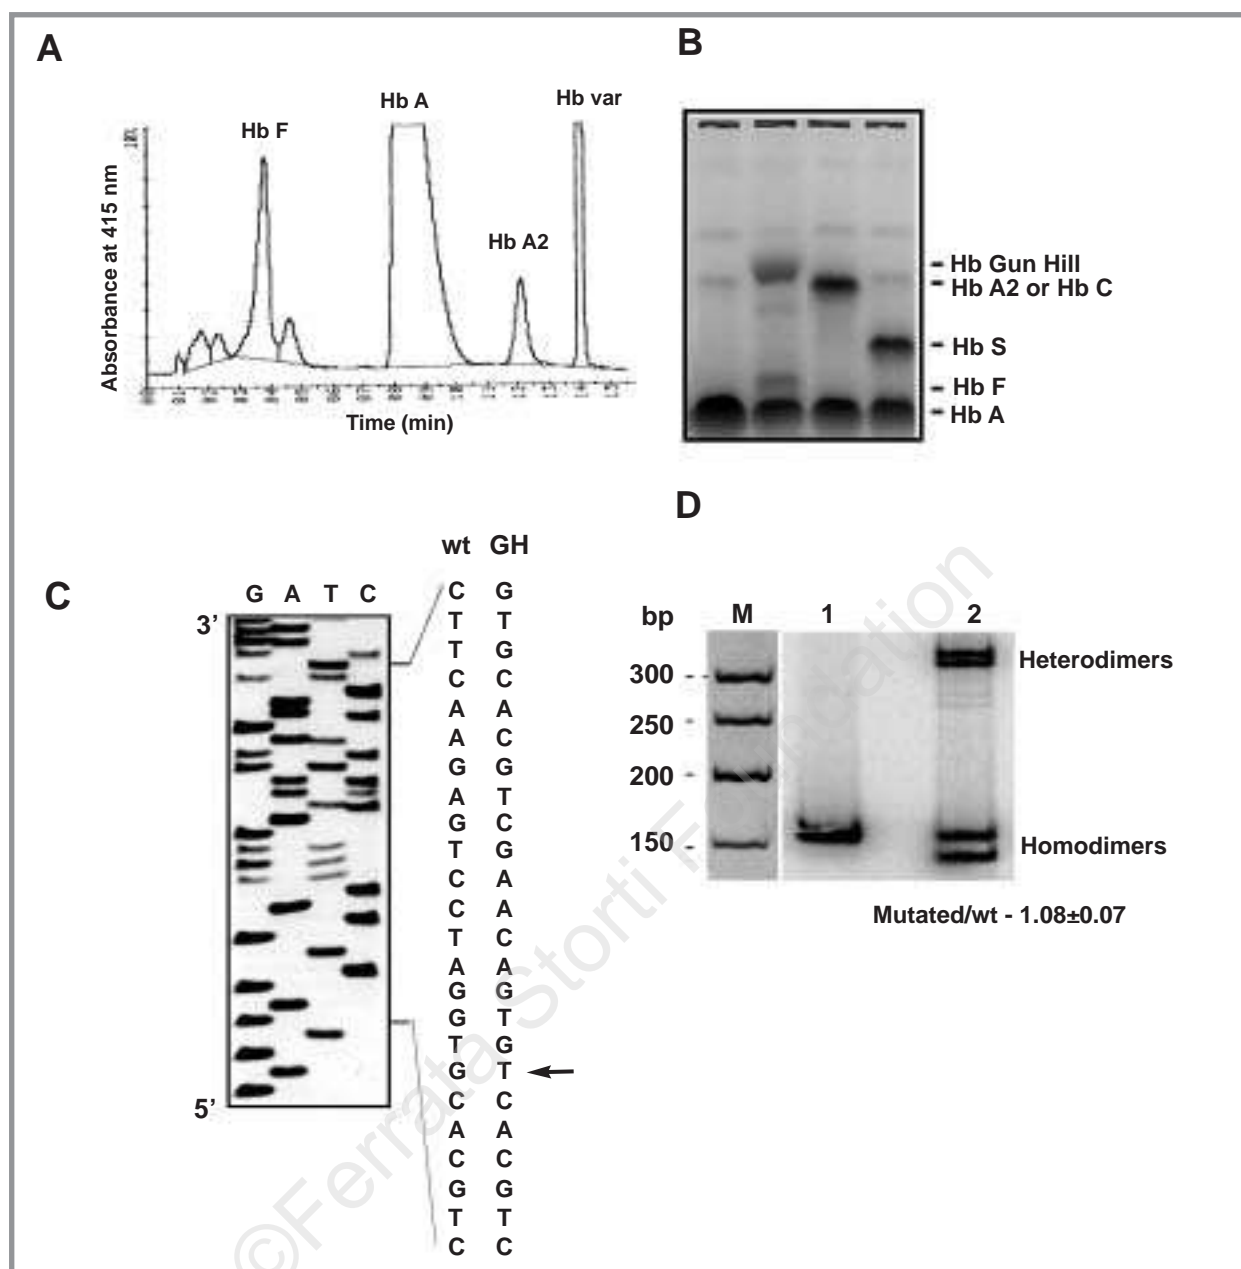 A
Hb F
Hb A
Hb A2
Hb var
Absorbance at 415 nm
Time (min)
B
Hb Gun Hill
Hb A2 or Hb C
Hb S
Hb F
Hb A
C
G A T C
3'
5'
wt GH
C G
T T
T G
C C
A A
A C
G G
A T
G C
T G
C A
C A
T C
A A
G G
G T
T G
G T
C C
A A
C C
G G
T T
C C
D
bp M 1 2
300
250
200
150
Heterodimers
Homodimers
Mutated/wt - 1.08±0.07
©Ferrata Storti Foundation